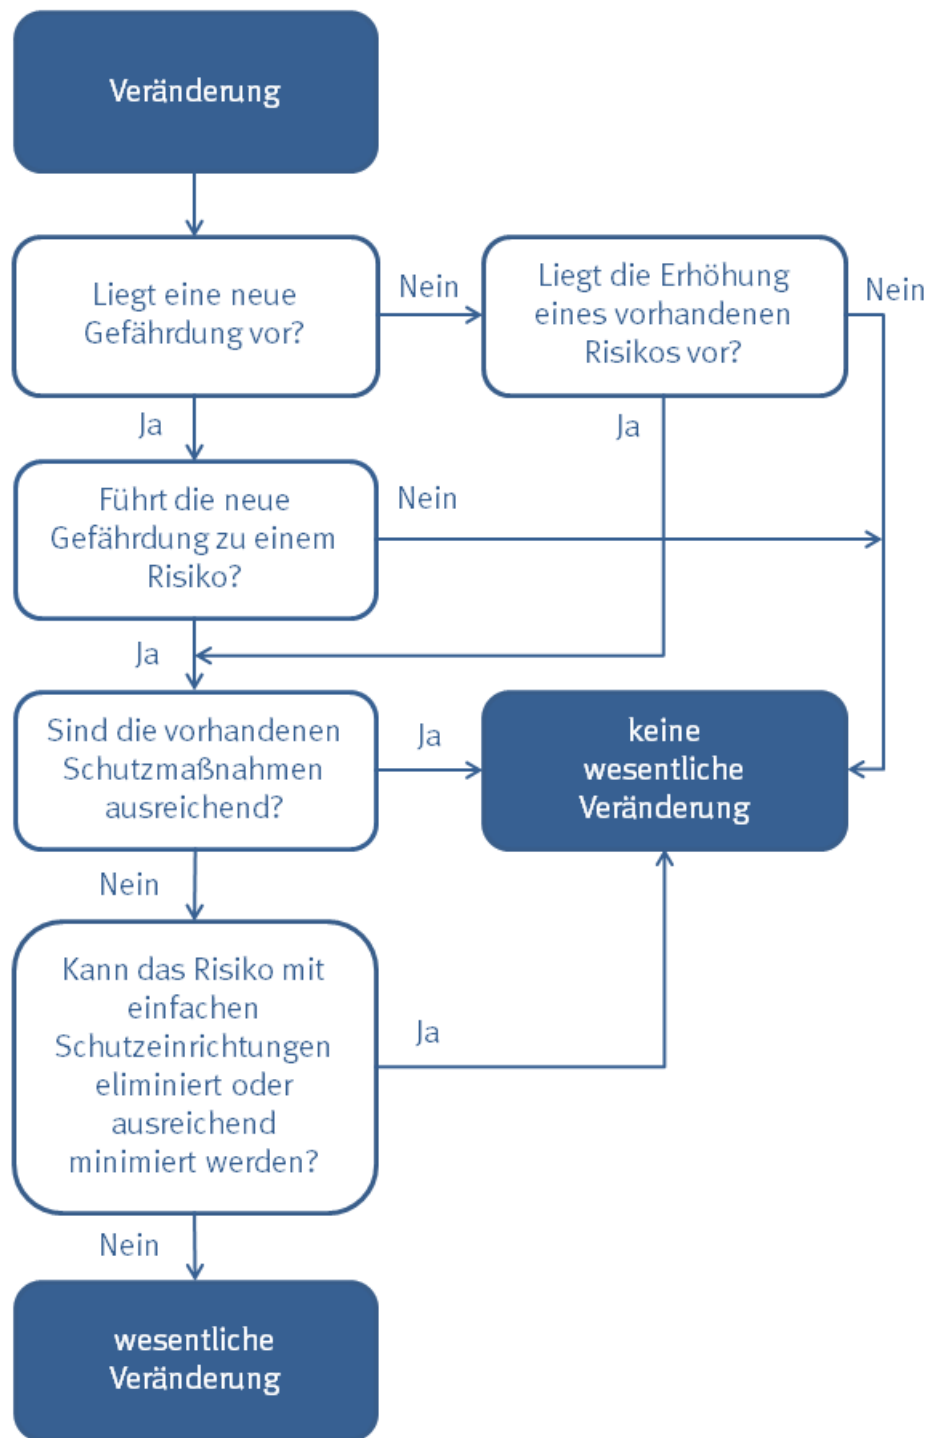 Veränderung
Liegt eine neue
Gefährdung vor?
Nein
Liegt die Erhöhung
eines vorhandenen
Risikos vor?
Nein
Ja
Ja
Führt die neue
Gefährdung zu einem
Risiko?
Nein
Ja
Sind die vorhandenen
Schutzmaßnahmen
ausreichend?
Ja
keine
wesentliche
Veränderung
Nein
Kann das Risiko mit
einfachen
Schutzeinrichtungen
eliminiert oder
ausreichend
minimiert werden?
Ja
Nein
wesentliche
Veränderung